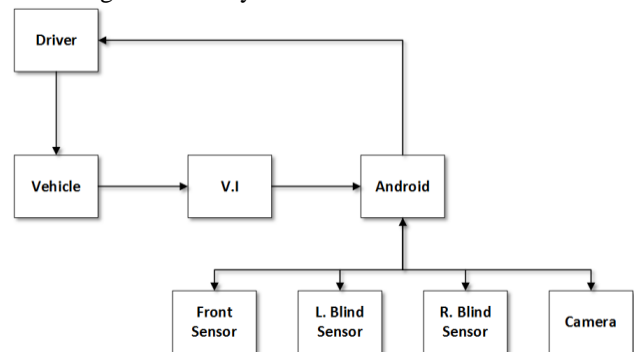 Driver
Vehicle
V.I
Android
Front
Sensor
L. Blind
Sensor
R. Blind
Sensor
Camera